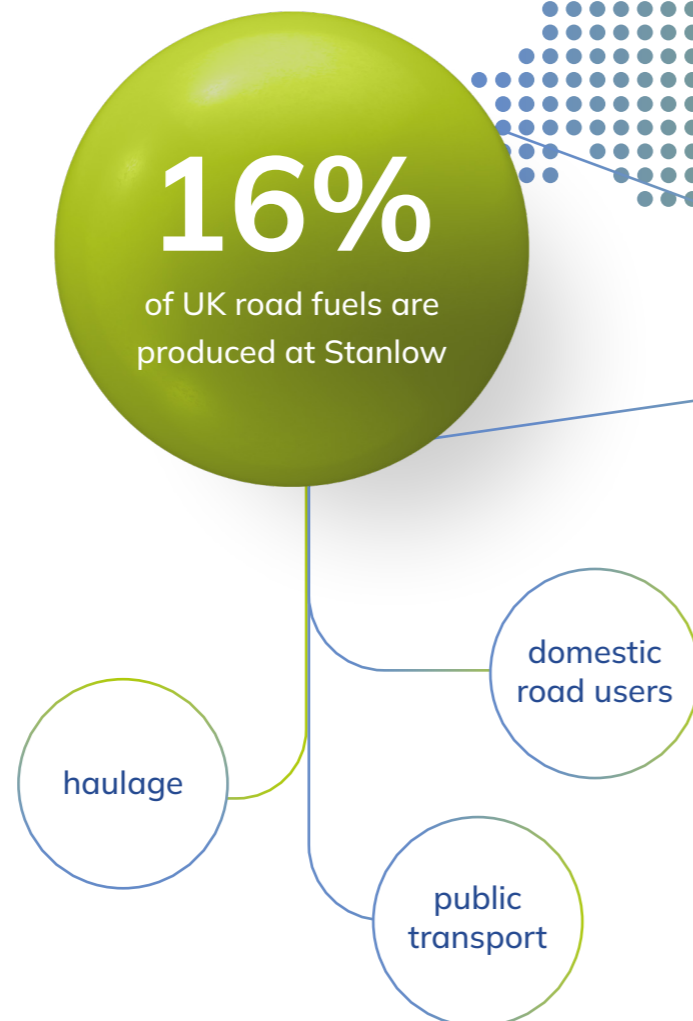 16%
of UK road fuels are
produced at Stanlow
domestic
road users
haulage
public
transport